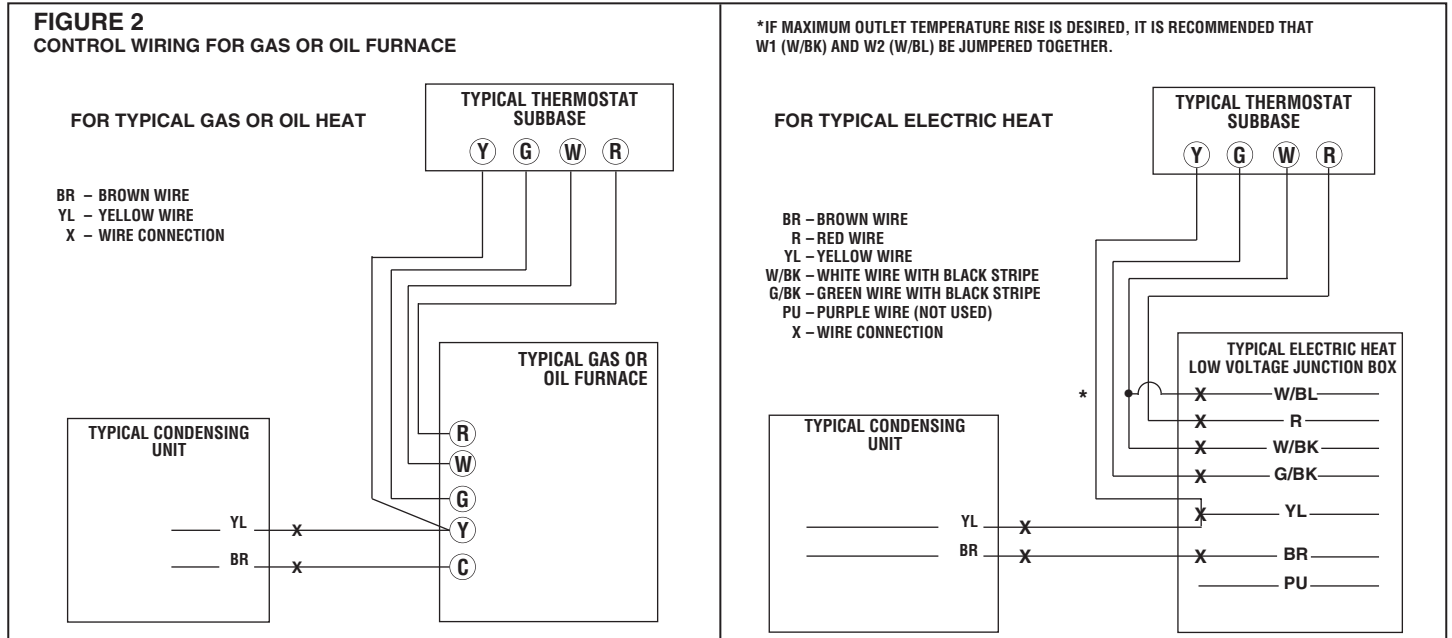 FIGURE 2
CONTROL WIRING FOR GAS OR OIL FURNACE
FOR TYPICAL GAS OR OIL HEAT
TYPICAL THERMOSTAT
SUBBASE
Y G W R
BR – BROWN WIRE
YL – YELLOW WIRE
X – WIRE CONNECTION
TYPICAL GAS OR
OIL FURNACE
R
W
G
Y
C
TYPICAL CONDENSING
UNIT
YL X
BR X
*IF MAXIMUM OUTLET TEMPERATURE RISE IS DESIRED, IT IS RECOMMENDED THAT
W1 (W/BK) AND W2 (W/BL) BE JUMPERED TOGETHER.
FOR TYPICAL ELECTRIC HEAT
TYPICAL THERMOSTAT
SUBBASE
Y G W R
BR – BROWN WIRE
R – RED WIRE
YL – YELLOW WIRE
W/BK – WHITE WIRE WITH BLACK STRIPE
G/BK – GREEN WIRE WITH BLACK STRIPE
PU – PURPLE WIRE (NOT USED)
X – WIRE CONNECTION
TYPICAL ELECTRIC HEAT
LOW VOLTAGE JUNCTION BOX
* X W/BL
X R
X W/BK
X G/BK
X YL
X BR
PU
TYPICAL CONDENSING
UNIT
YL X
BR X